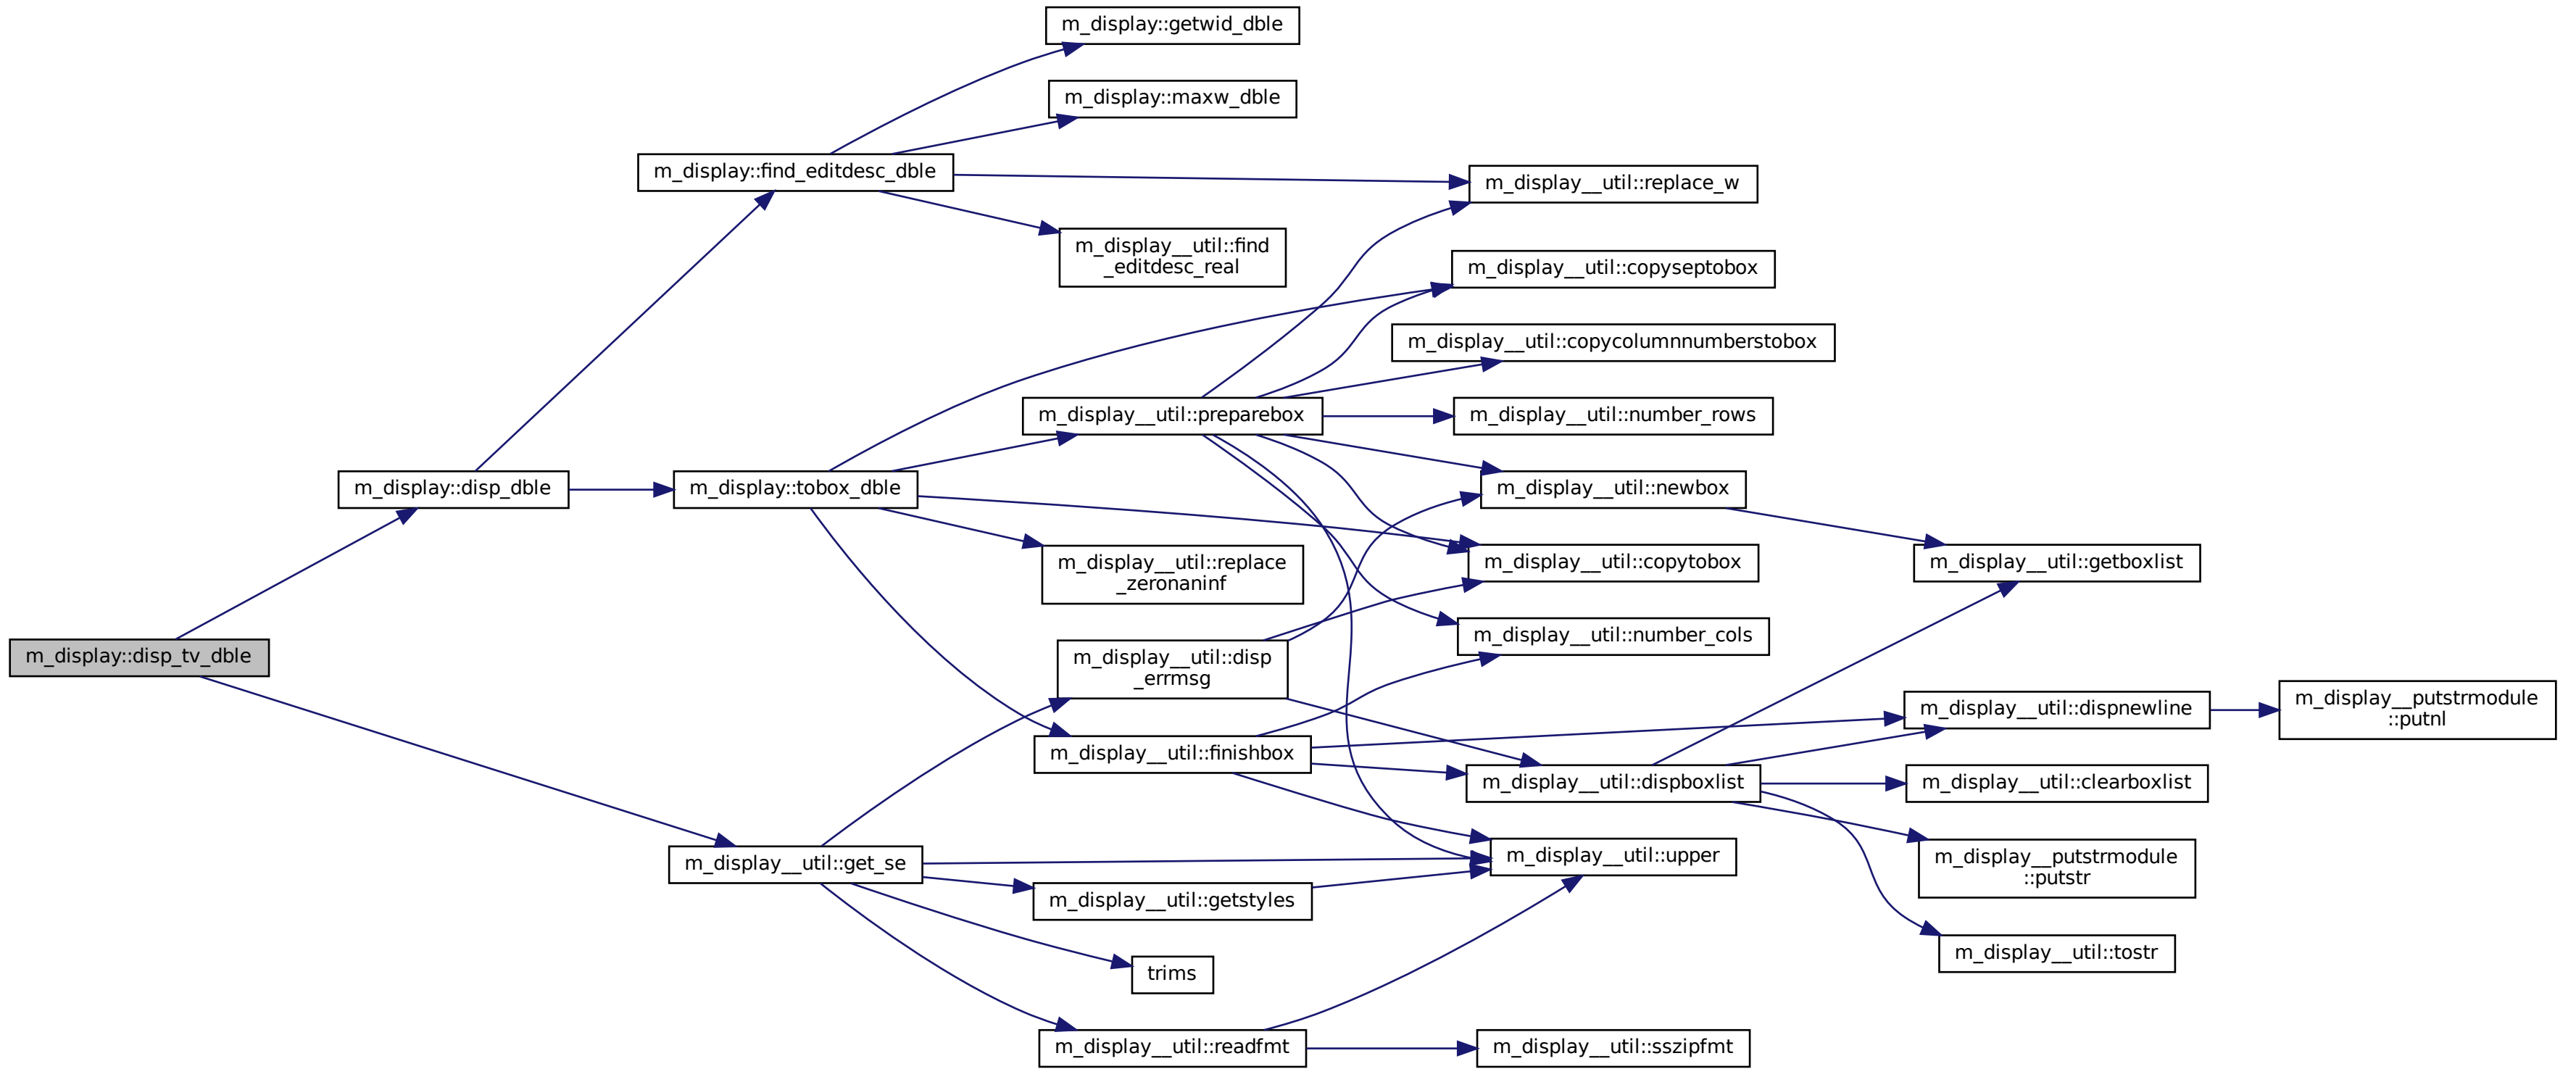 m_display::getwid_dble
m_display::maxw_dble
m_display::find_editdesc_dble
m_display__util::replace_w
m_display__util::find
_editdesc_real
m_display__util::copyseptobox
m_display__util::copycolumnnumberstobox
m_display__util::preparebox
m_display__util::number_rows
m_display::disp_dble
m_display::tobox_dble
m_display__util::newbox
m_display__util::replace
_zeronaninf
m_display__util::copytobox
m_display__util::getboxlist
m_display::disp_tv_dble
m_display__util::disp
_errmsg
m_display__util::number_cols
m_display__util::dispnewline
m_display__putstrmodule
::putnl
m_display__util::finishbox
m_display__util::dispboxlist
m_display__util::clearboxlist
m_display__util::get_se
m_display__util::upper
m_display__putstrmodule
::putstr
m_display__util::getstyles
trims
m_display__util::tostr
m_display__util::readfmt
m_display__util::sszipfmt